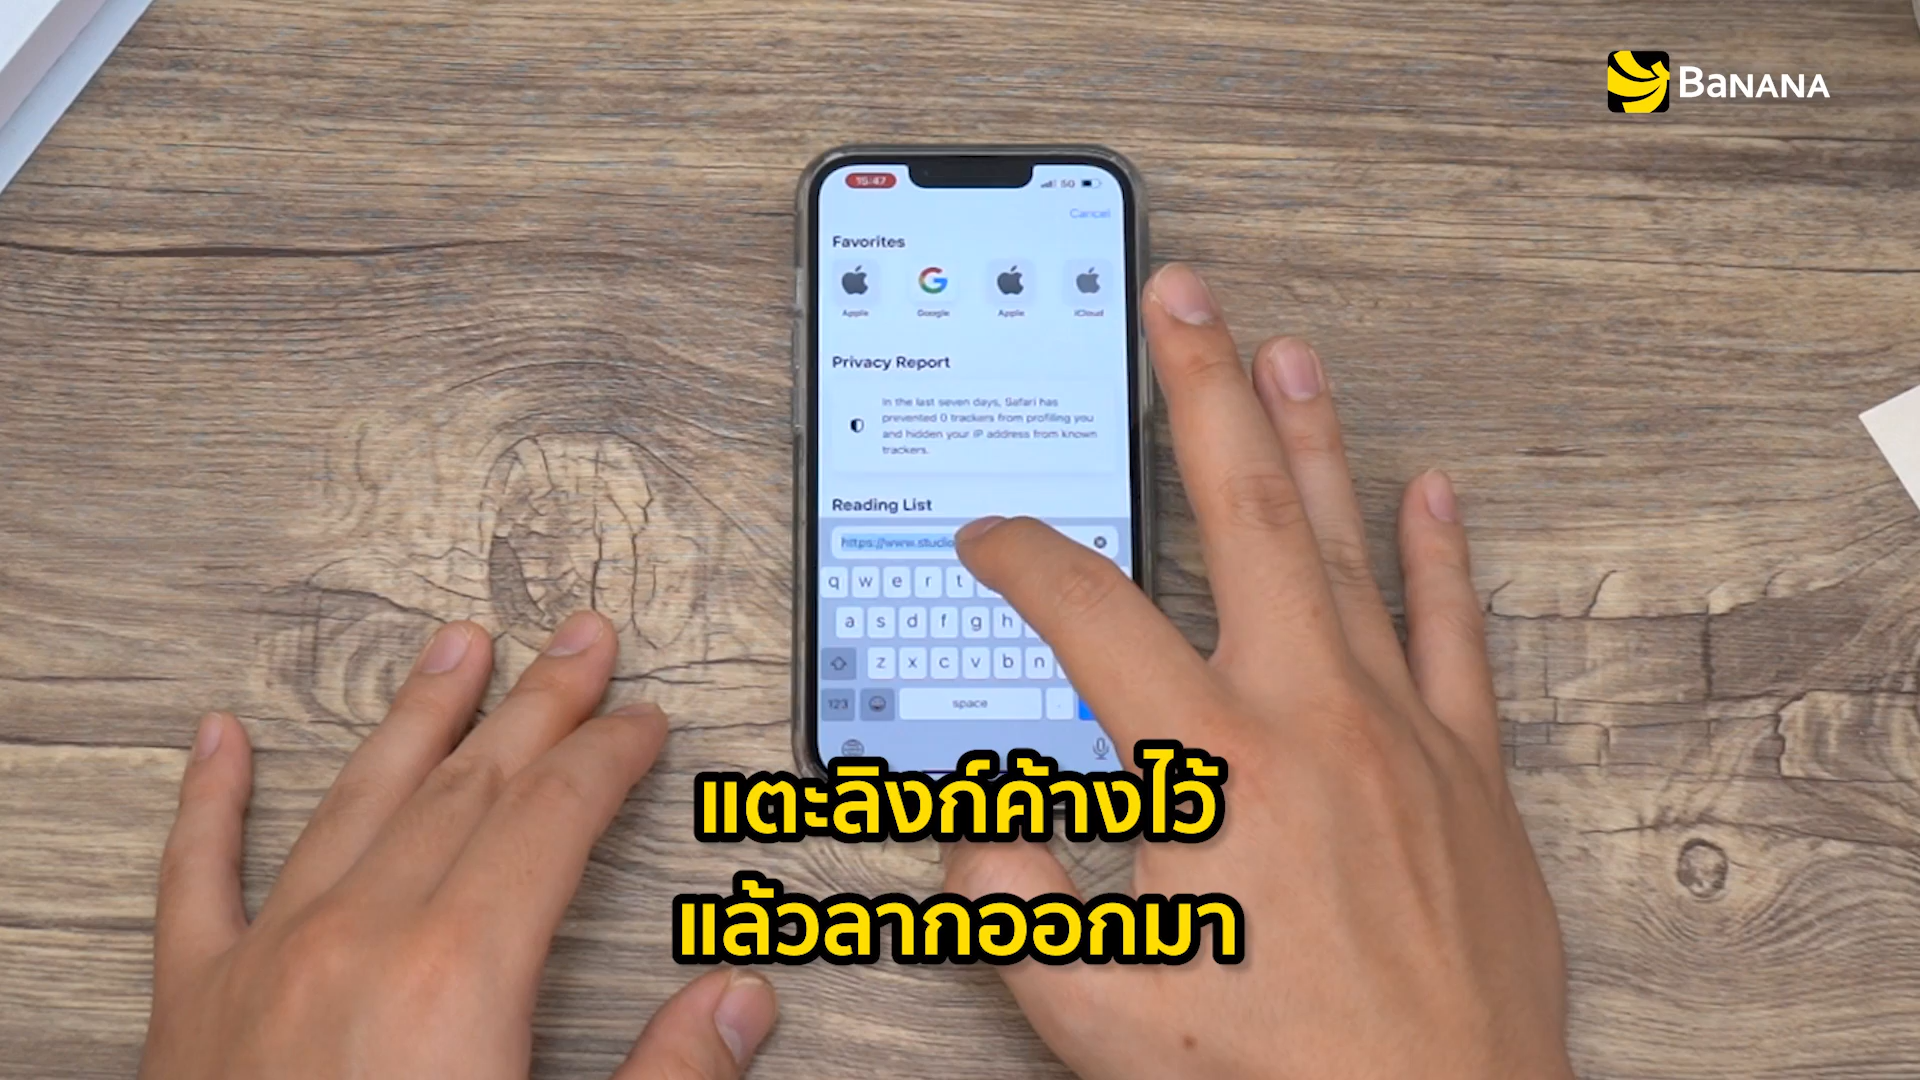 BANANA
15:47
5G
Cancel
Favorites
Apple
Google
Apple
iCloud
Privacy Report
In the last seven days, Safari has
prevented 0 trackers from profiling you
and hidden your IP address from known
trackers.
Reading List
https://www.studio
q w e r t
a s d f g h
z x c v b n
123
space
.
แตะลิงก์ค้างไว้
แล้วลากออกมา